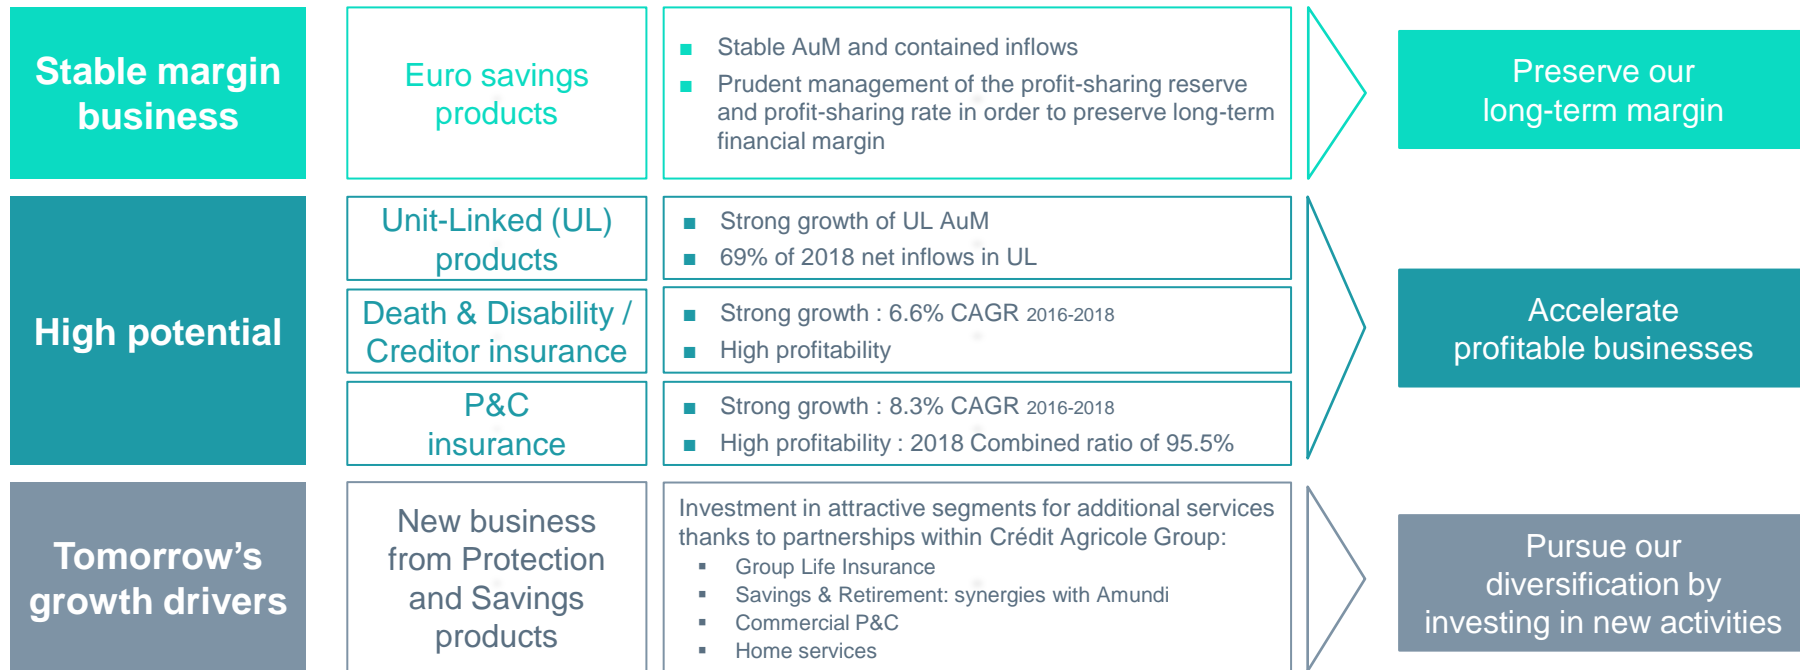 Stable margin
business
Euro savings
products
■ Stable AuM and contained inflows
■ Prudent management of the profit-sharing reserve
and profit-sharing rate in order to preserve long-term
financial margin
Preserve our
long-term margin
High potential
Unit-Linked (UL)
products
■ Strong growth of UL AuM
■ 69% of 2018 net inflows in UL
Death & Disability /
Creditor insurance
■ Strong growth : 6.6% CAGR 2016-2018
■ High profitability
P&C
insurance
■ Strong growth : 8.3% CAGR 2016-2018
■ High profitability : 2018 Combined ratio of 95.5%
Accelerate
profitable businesses
Tomorrow’s
growth drivers
New business
from Protection
and Savings
products
Investment in attractive segments for additional services
thanks to partnerships within Crédit Agricole Group:
▪ Group Life Insurance
▪ Savings & Retirement: synergies with Amundi
▪ Commercial P&C
▪ Home services
Pursue our
diversification by
investing in new activities